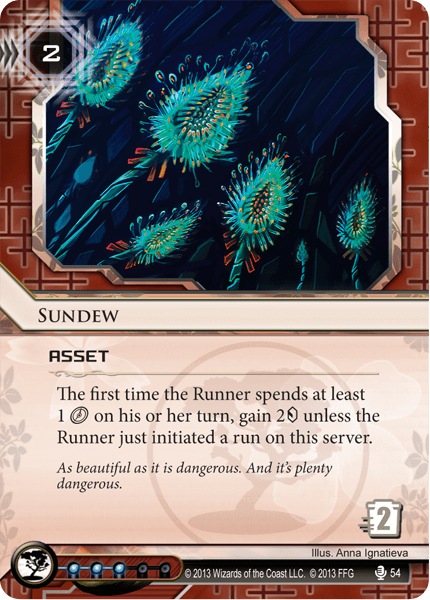 2
SUNDEW
ASSET
The first time the Runner spends at least
1 on his or her turn, gain 2 unless the
Runner just initiated a run on this server.
As beautiful as it is dangerous. And it's plenty
dangerous.
2
Illus. Anna Ignatieva
© 2013 Wizards of the Coast LLC. © 2013 FFG 54